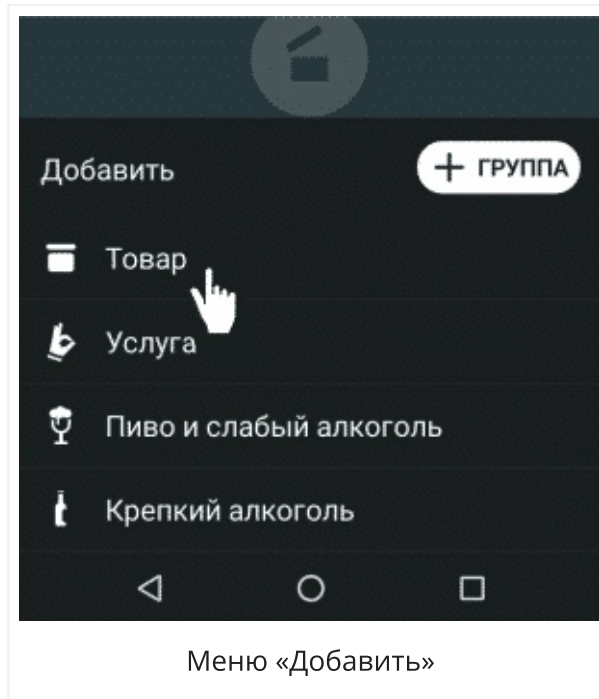 Добавить
ГРУППА
Товар
Услуга
Пиво и слабый алкоголь
Крепкий алкоголь
Меню «Добавить»